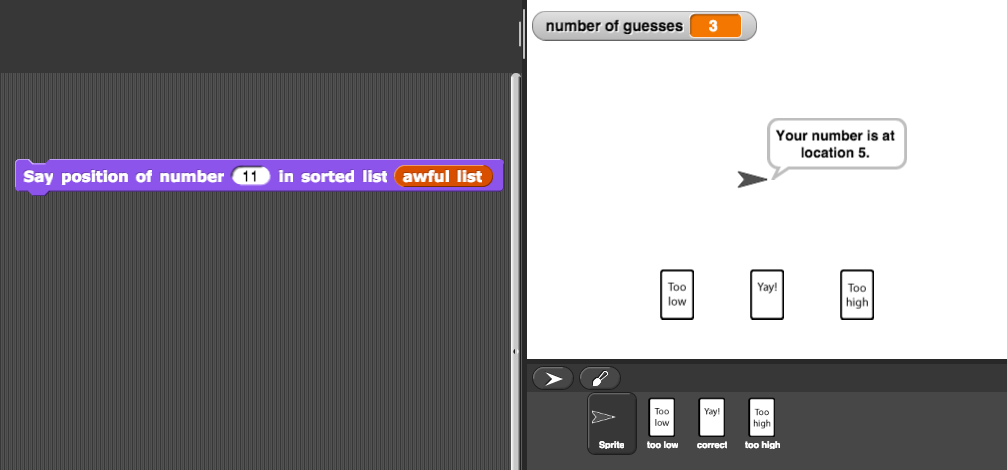 number of guesses 3
Your number is at
location 5.
Say position of number 11 in sorted list awful list
Too
low
Yay!
Too
high
Too
low
Yay!
Too
high
Sprite
too low
correct
too high